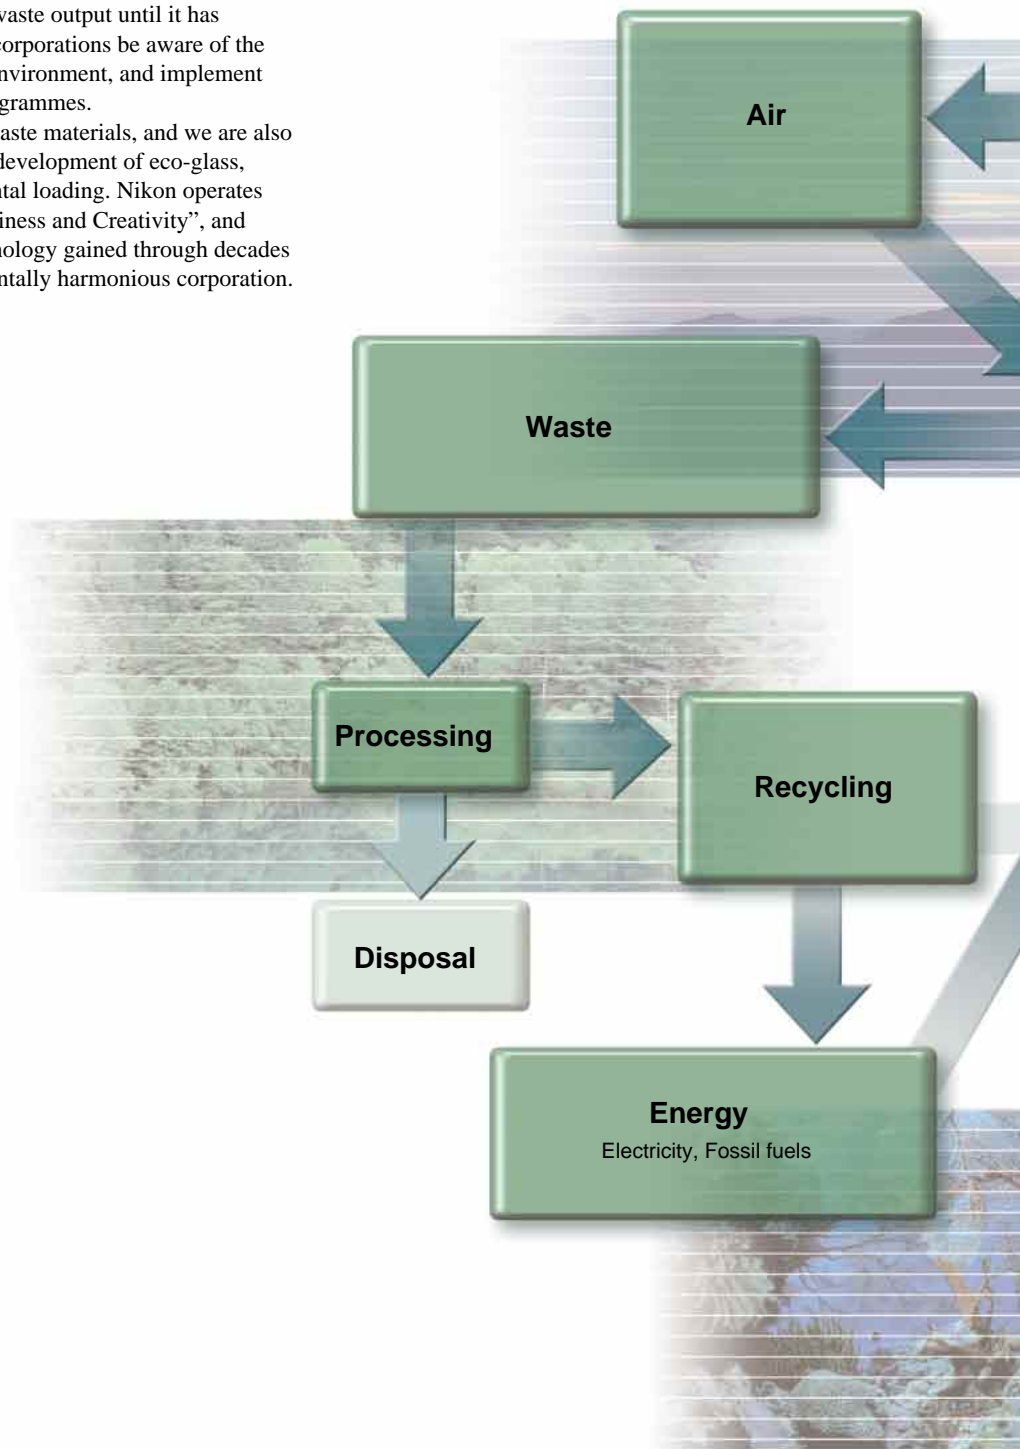 waste output until it has
corporations be aware of the
nvironment, and implement
grammes.
aste materials, and we are also
development of eco-glass,
ntal loading. Nikon operates
iness and Creativity”, and
nology gained through decades
ntally harmonious corporation.
Air
Waste
Processing
Recycling
Disposal
Energy
Electricity, Fossil fuels